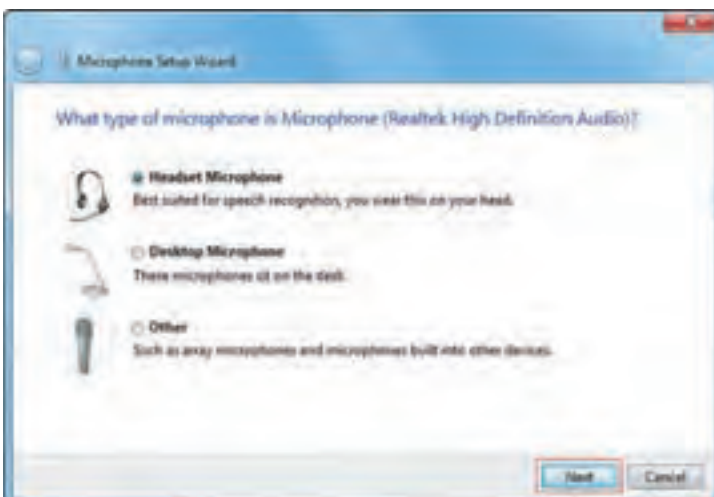 Microphone Setup Wizard
What type of microphone is Microphone (Realtek High Definition Audio)?
Headset Microphone
Best suited for speech recognition, you wear this on your head.
Desktop Microphone
These microphones sit on the desk.
Other
Such as array microphones and microphones built into other devices.
Next
Cancel